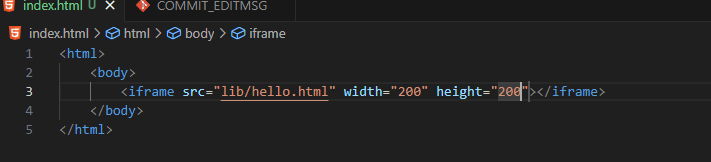 index.html U X COMMIT_EDITMSG
index.html > html > body > iframe
1 <html>
2 <body>
3 <iframe src="lib/hello.html" width="200" height="200"></iframe>
4 </body>
5 </html>